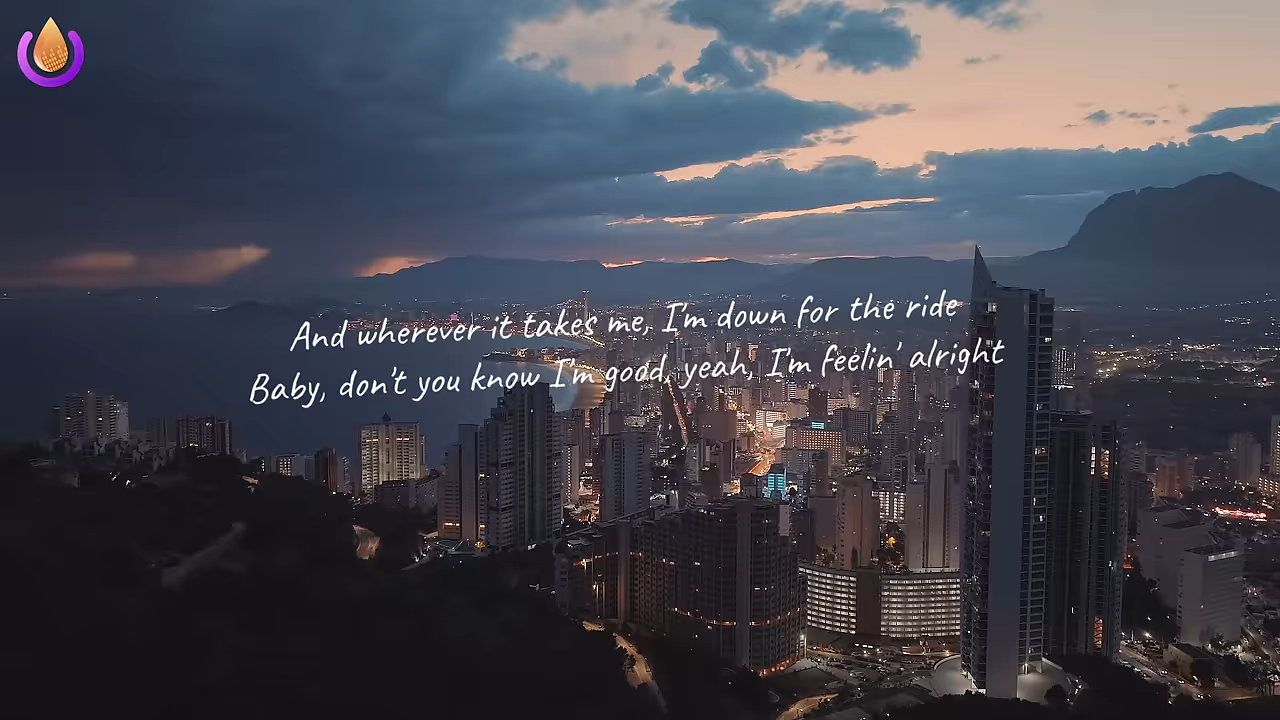 And wherever it takes me, I'm down for the ride
Baby, don't you know I'm good, yeah, I'm feelin' alright